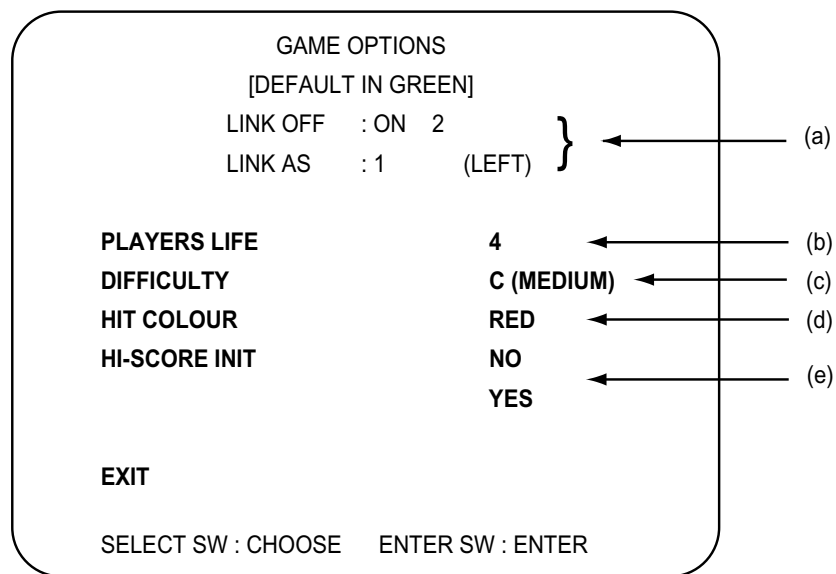 GAME OPTIONS
[DEFAULT IN GREEN]
LINK OFF : ON 2
LINK AS : 1 (LEFT) } (a)
PLAYERS LIFE 4 (b)
DIFFICULTY C (MEDIUM) (c)
HIT COLOUR RED (d)
HI-SCORE INIT NO
(e)
YES
EXIT
SELECT SW : CHOOSE ENTER SW : ENTER